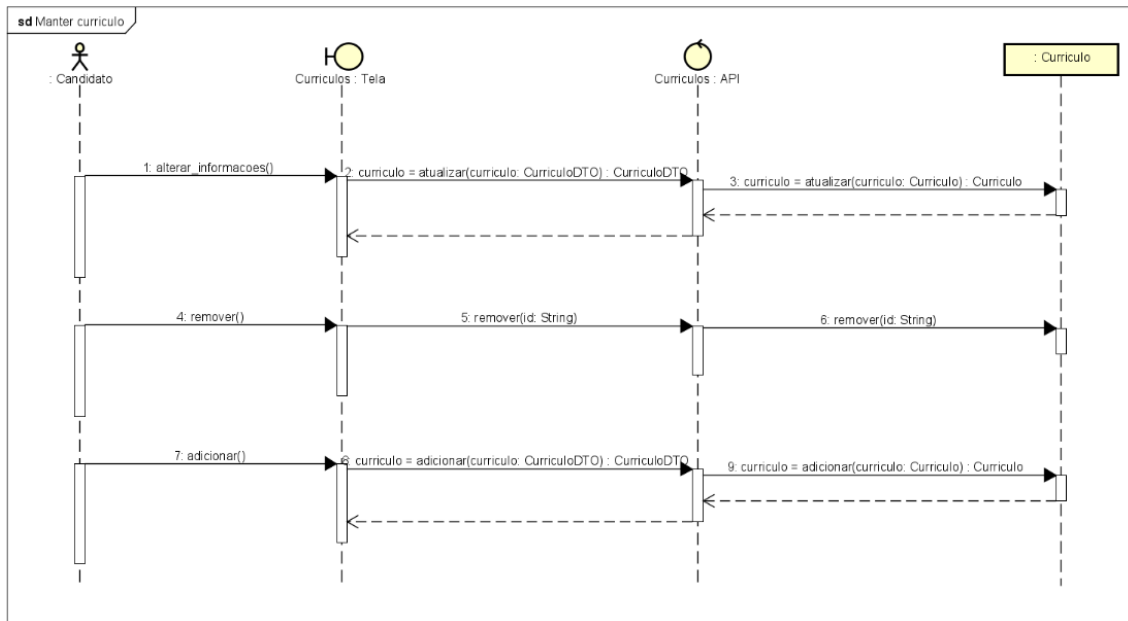 sd Manter curriculo
: Candidato
Curriculos : Tela
Curriculos : API
: Curriculo
1: alterar_informacoes()
2: curriculo = atualizar(curriculo: CurriculoDTO) : CurriculoDTO
3: curriculo = atualizar(curriculo: Curriculo) : Curriculo
4: remover()
5: remover(id: String)
6: remover(id: String)
7: adicionar()
8: curriculo = adicionar(curriculo: CurriculoDTO) : CurriculoDTO
9: curriculo = adicionar(curriculo: Curriculo) : Curriculo